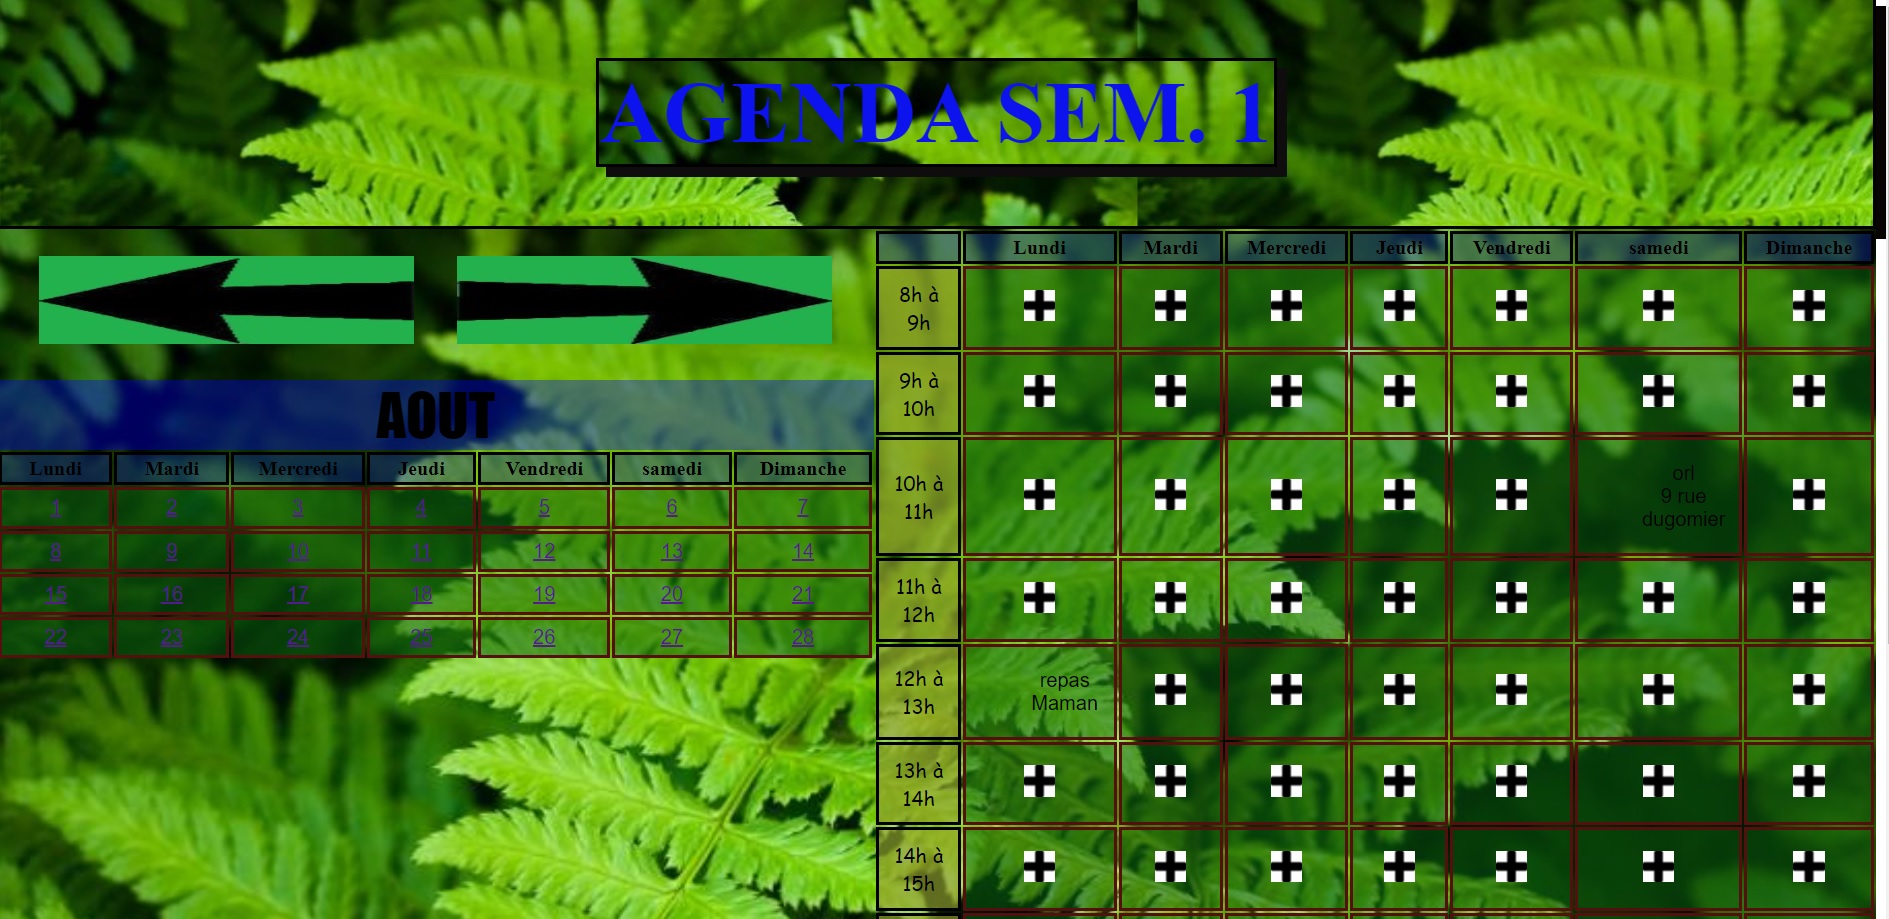 AGENDA SEM. 1
AOUT
Lundi Mardi Mercredi Jeudi Vendredi samedi Dimanche
1 2 3 4 5 6 7
8 9 10 11 12 13 14
15 16 17 18 19 20 21
22 23 24 25 26 27 28
Lundi Mardi Mercredi Jeudi Vendredi samedi Dimanche
8h à
9h
9h à
10h
10h à
11h
orl
9 rue
dugomier
11h à
12h
12h à
13h
repas
Maman
13h à
14h
14h à
15h